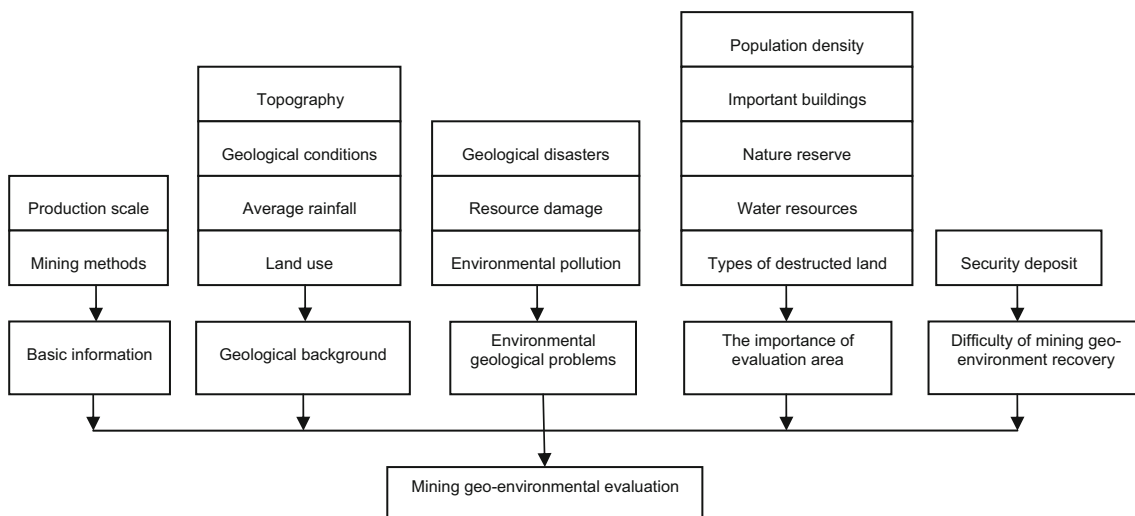 Production scale
Mining methods
Basic information
Topography
Geological conditions
Average rainfall
Land use
Geological background
Geological disasters
Resource damage
Environmental pollution
Environmental
geological problems
Population density
Important buildings
Nature reserve
Water resources
Types of destructed land
The importance of
evaluation area
Security deposit
Difficulty of mining geo-
environment recovery
Mining geo-environmental evaluation